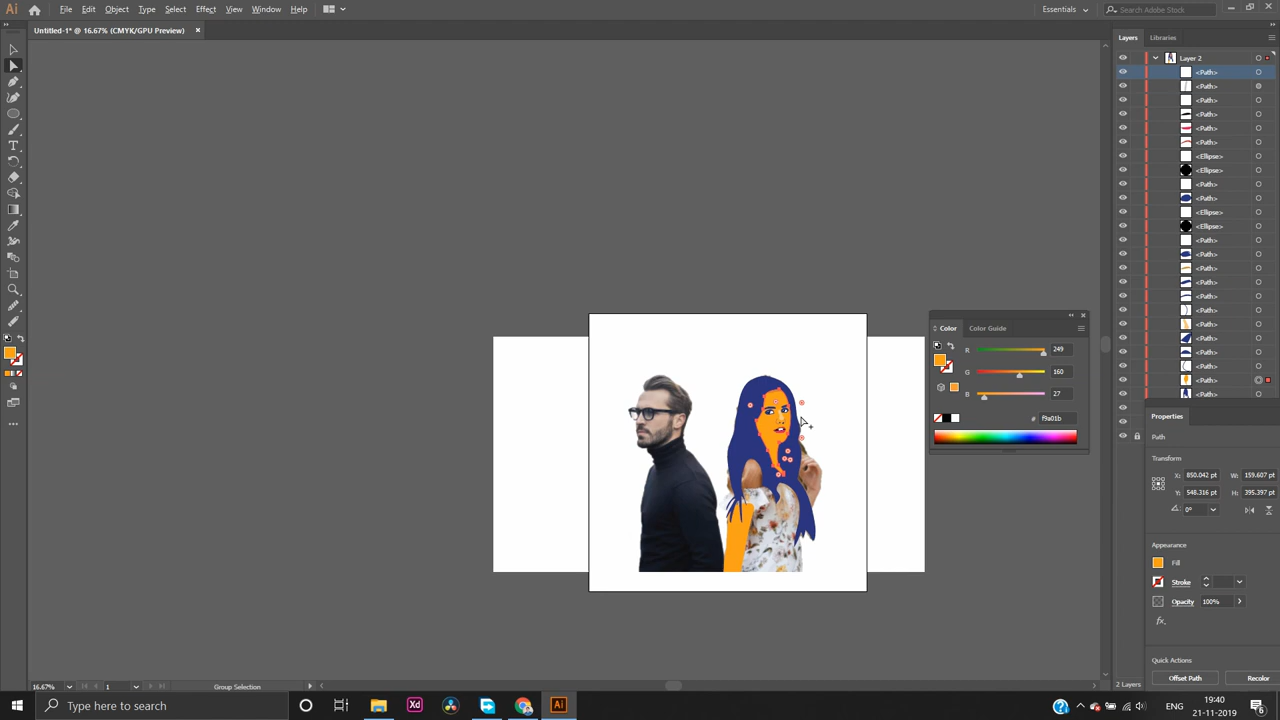 Ai File Edit Object Type Select Effect View Window Help Essentials Search Adobe Stock
Untitled-1* @ 16.67% (CMYK/GPU Preview) ×
Layers Libraries
Layer 2
<Path>
<Path>
<Path>
<Path>
<Path>
<Path>
<Ellipse>
<Ellipse>
<Path>
<Path>
<Ellipse>
<Ellipse>
<Path>
<Path>
<Path>
<Path>
<Path>
<Path>
<Path>
<Path>
<Path>
<Path>
<Path>
<Path>
Color Color Guide
R 249
G 160
B 27
# f9a01b
Properties
Path
Transform
X: 850.042 pt W: 159.607 pt
Y: 548.316 pt H: 395.397 pt
0°
Appearance
Fill
Stroke
Opacity 100%
fx.
Quick Actions
Offset Path Recolor
16.67% 1 Group Selection 2 Layers
Type here to search Xd Ai ENG 19:40
21-11-2019 6